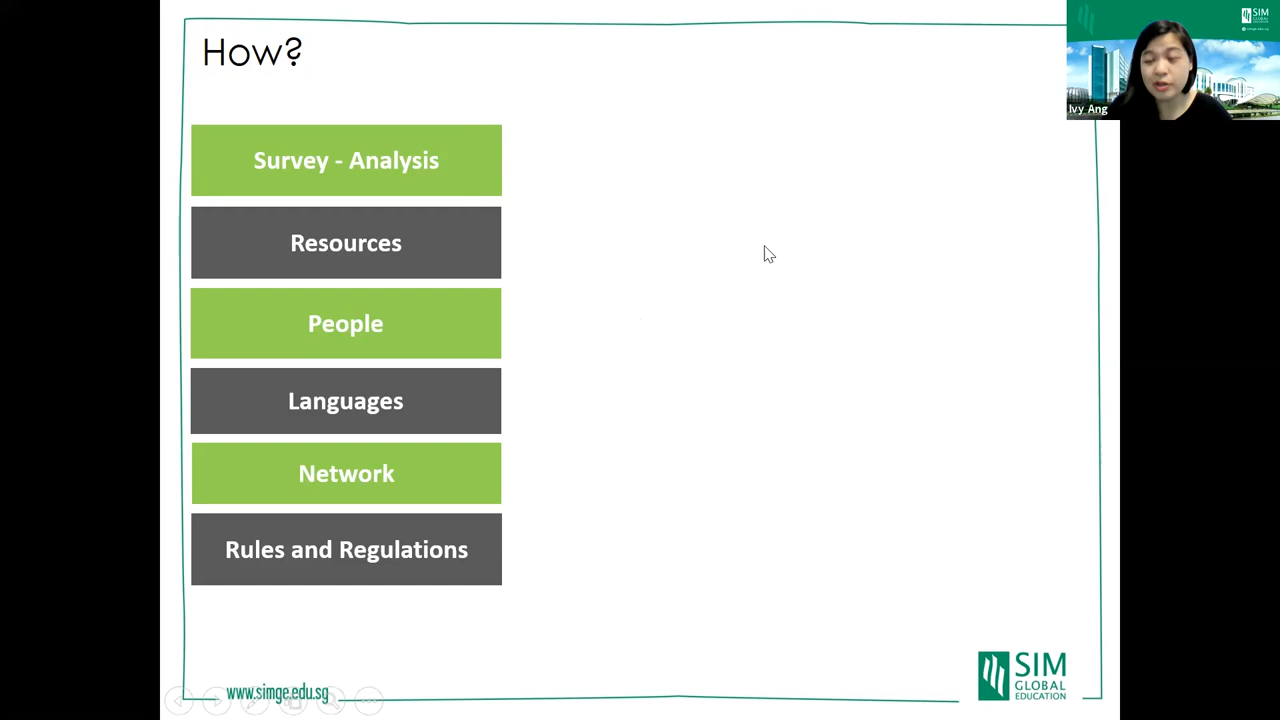 How?
SIM
GLOBAL
EDUCATION
Ivy Ang
Survey - Analysis
Resources
People
Languages
Network
Rules and Regulations
www.simge.edu.sg
SIM
GLOBAL
EDUCATION